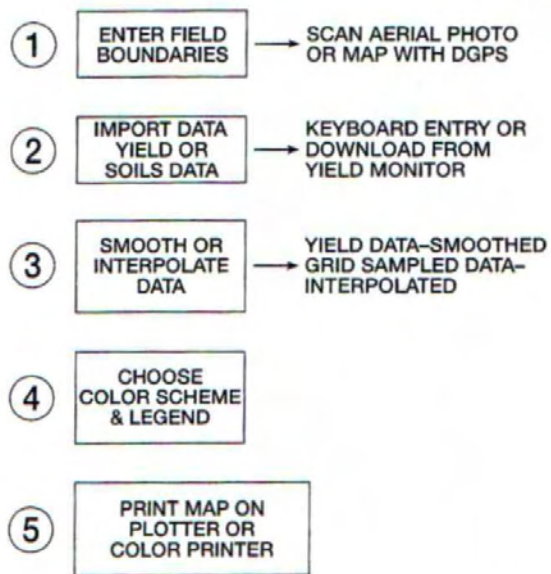 1
ENTER FIELD
BOUNDARIES
SCAN AERIAL PHOTO
OR MAP WITH DGPS
2
IMPORT DATA
YIELD OR
SOILS DATA
KEYBOARD ENTRY OR
DOWNLOAD FROM
YIELD MONITOR
3
SMOOTH OR
INTERPOLATE
DATA
YIELD DATA–SMOOTHED
GRID SAMPLED DATA–
INTERPOLATED
4
CHOOSE
COLOR SCHEME
& LEGEND
5
PRINT MAP ON
PLOTTER OR
COLOR PRINTER